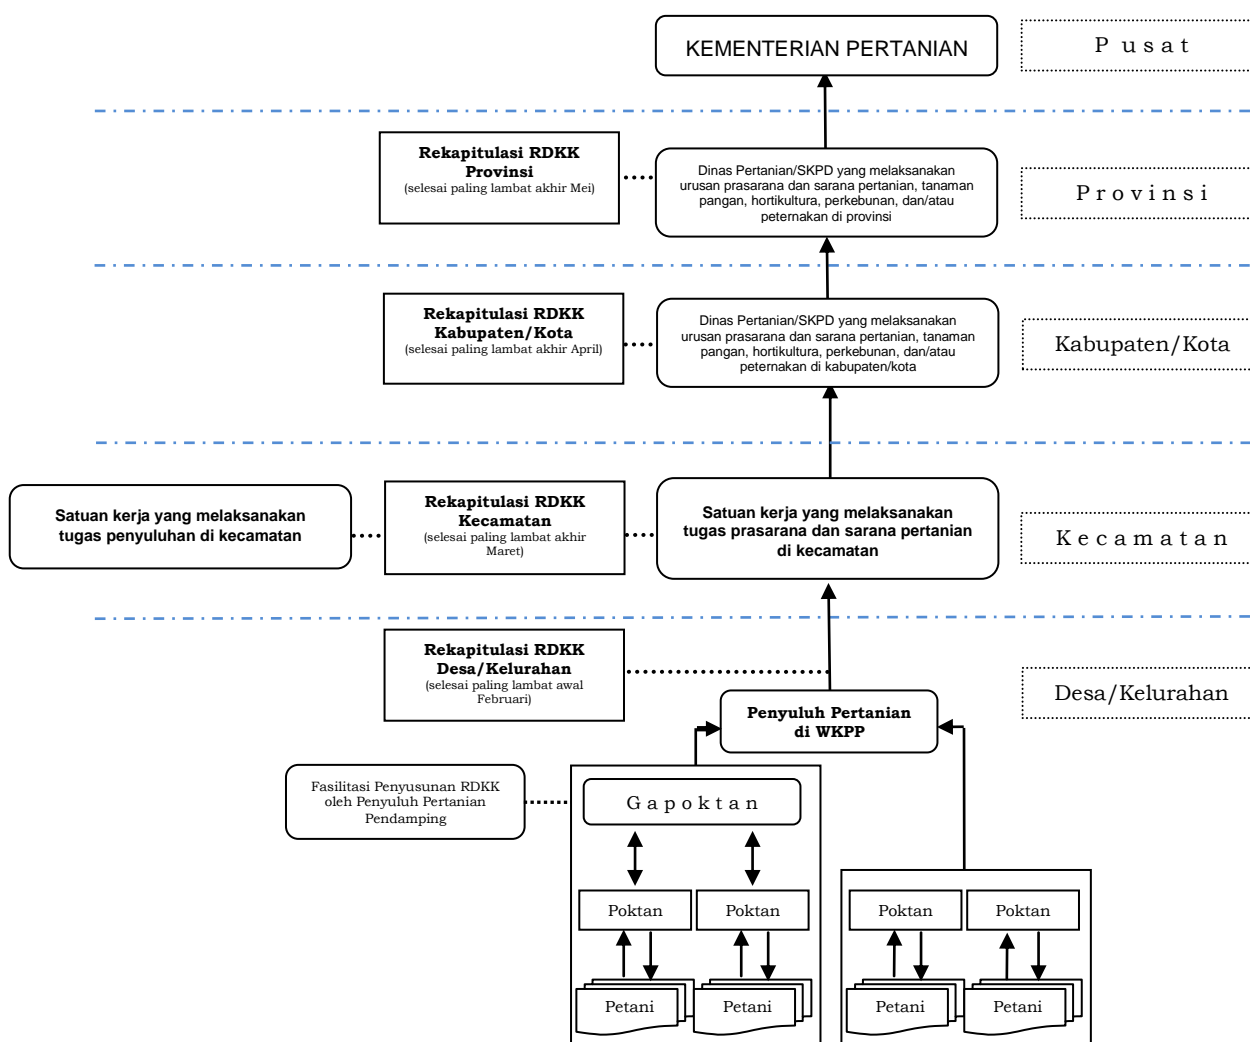 KEMENTERIAN PERTANIAN
P u s a t
Rekapitulasi RDKK
Provinsi
(selesai paling lambat akhir Mei)
Dinas Pertanian/SKPD yang melaksanakan
urusan prasarana dan sarana pertanian, tanaman
pangan, hortikultura, perkebunan, dan/atau
peternakan di provinsi
P r o v i n s i
Rekapitulasi RDKK
Kabupaten/Kota
(selesai paling lambat akhir April)
Dinas Pertanian/SKPD yang melaksanakan
urusan prasarana dan sarana pertanian, tanaman
pangan, hortikultura, perkebunan, dan/atau
peternakan di kabupaten/kota
Kabupaten/Kota
Satuan kerja yang melaksanakan
tugas penyuluhan di kecamatan
Rekapitulasi RDKK
Kecamatan
(selesai paling lambat akhir
Maret)
Satuan kerja yang melaksanakan
tugas prasarana dan sarana pertanian
di kecamatan
K e c a m a t a n
Rekapitulasi RDKK
Desa/Kelurahan
(selesai paling lambat awal
Februari)
Penyuluh Pertanian
di WKPP
Desa/Kelurahan
Fasilitasi Penyusunan RDKK
oleh Penyuluh Pertanian
Pendamping
G a p o k t a n
Poktan
Poktan
Poktan
Poktan
Petani
Petani
Petani
Petani